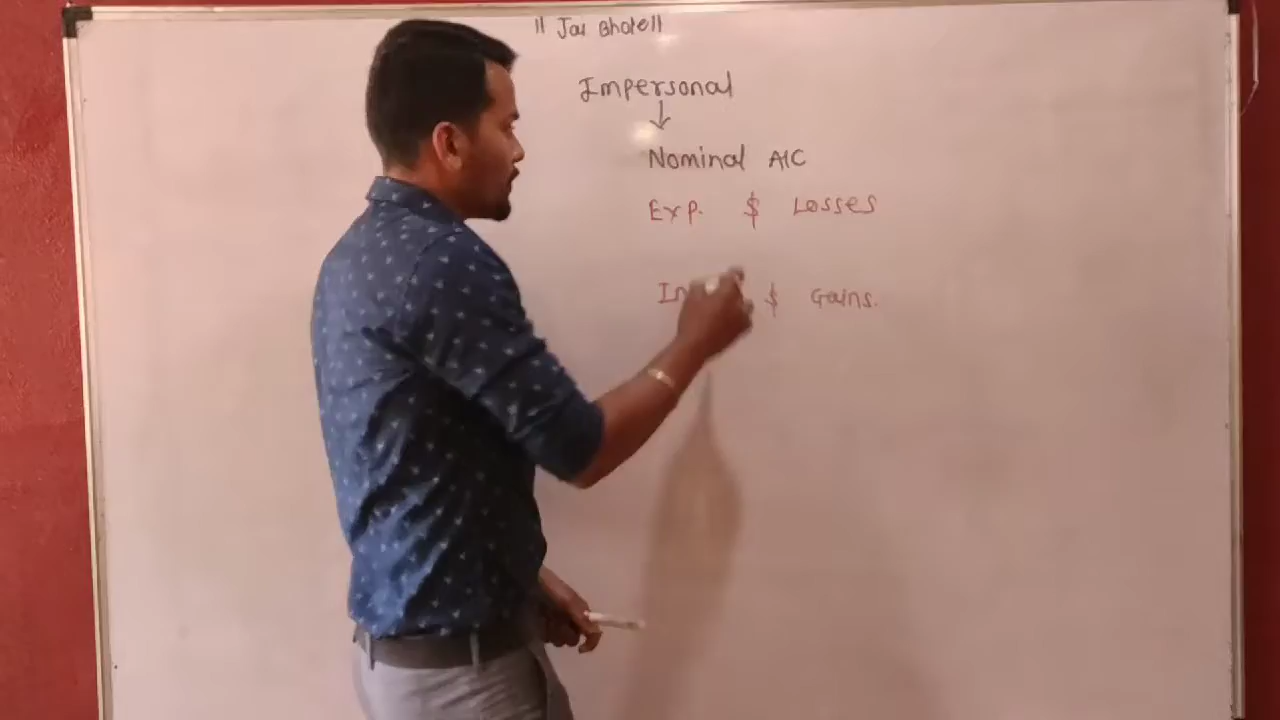 || Jai Bhole ||
Impersonal
Nominal A/C
Exp. $ Losses
$ Gains.